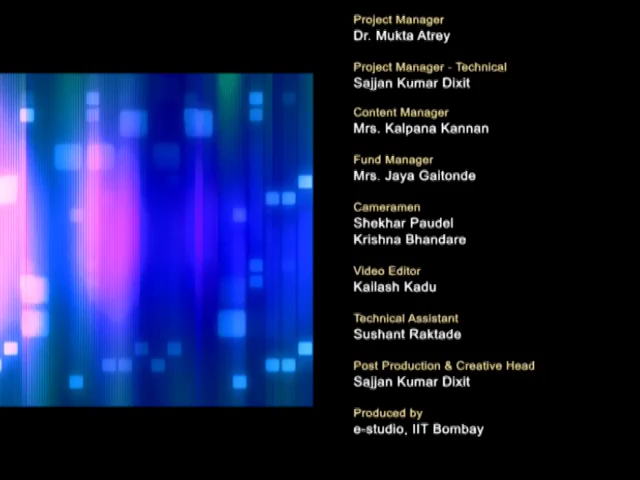 Project Manager
Dr. Mukta Atrey
Project Manager - Technical
Sajjan Kumar Dixit
Content Manager
Mrs. Kalpana Kannan
Fund Manager
Mrs. Jaya Gaitonde
Cameramen
Shekhar Paudel
Krishna Bhandare
Video Editor
Kailash Kadu
Technical Assistant
Sushant Raktade
Post Production & Creative Head
Sajjan Kumar Dixit
Produced by
e-studio, IIT Bombay